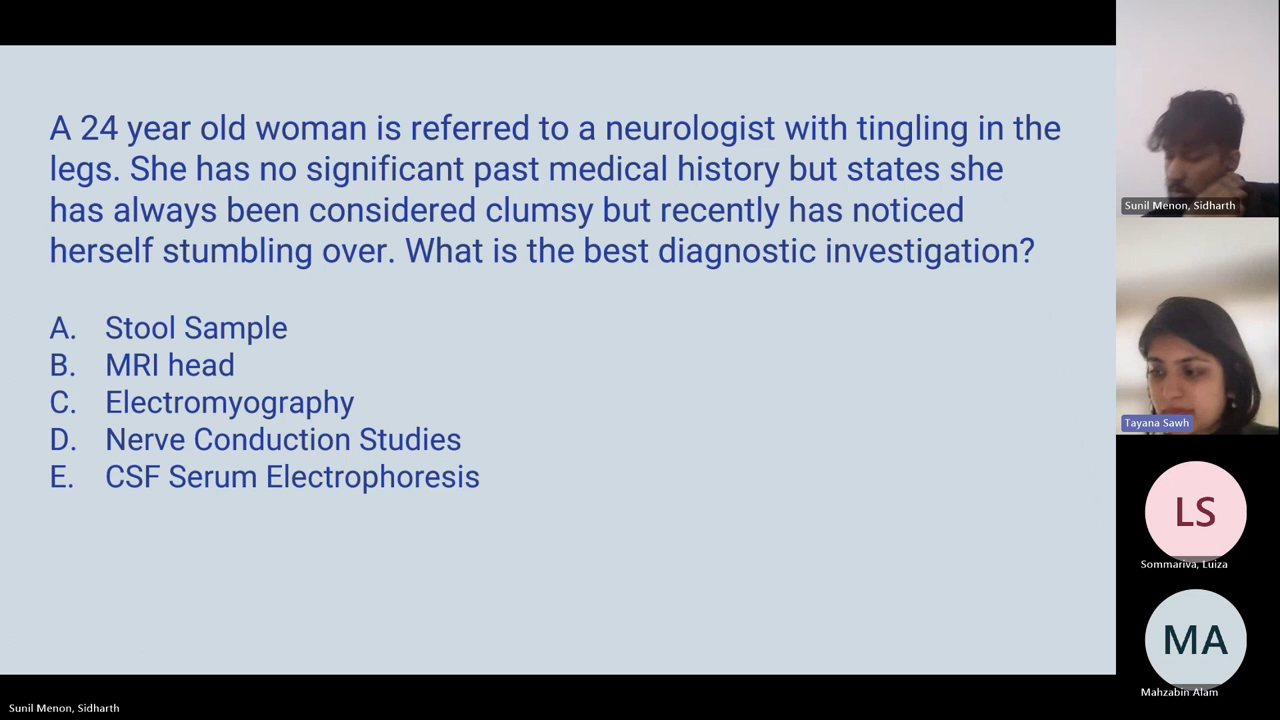 A 24 year old woman is referred to a neurologist with tingling in the
legs. She has no significant past medical history but states she
has always been considered clumsy but recently has noticed
herself stumbling over. What is the best diagnostic investigation?
A. Stool Sample
B. MRI head
C. Electromyography
D. Nerve Conduction Studies
E. CSF Serum Electrophoresis
Sunil Menon, Sidharth
Tayana Sawh
LS
Sommariva, Luiza
MA
Mahzabin Alam
Sunil Menon, Sidharth